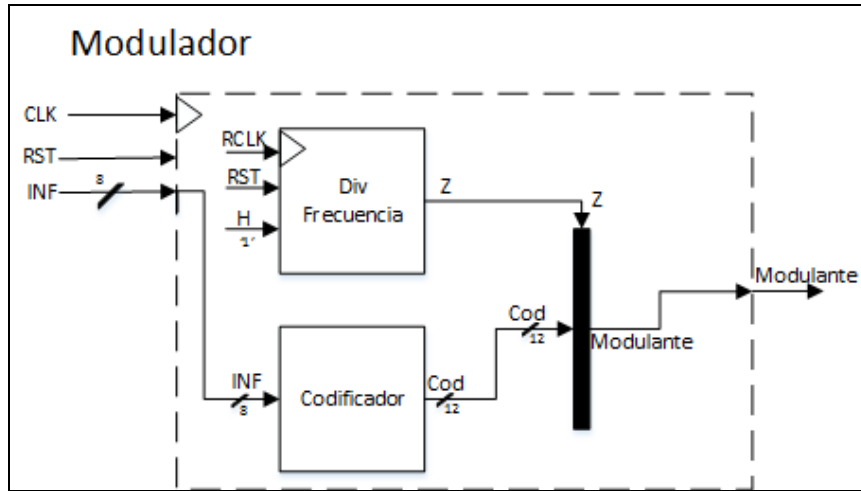 Modulador
CLK
RST
INF
8
RCLK
RST
H
'1'
Div
Frecuencia
Z
Z
INF
8
Codificador
Cod
12
Cod
12
Modulante
Modulante